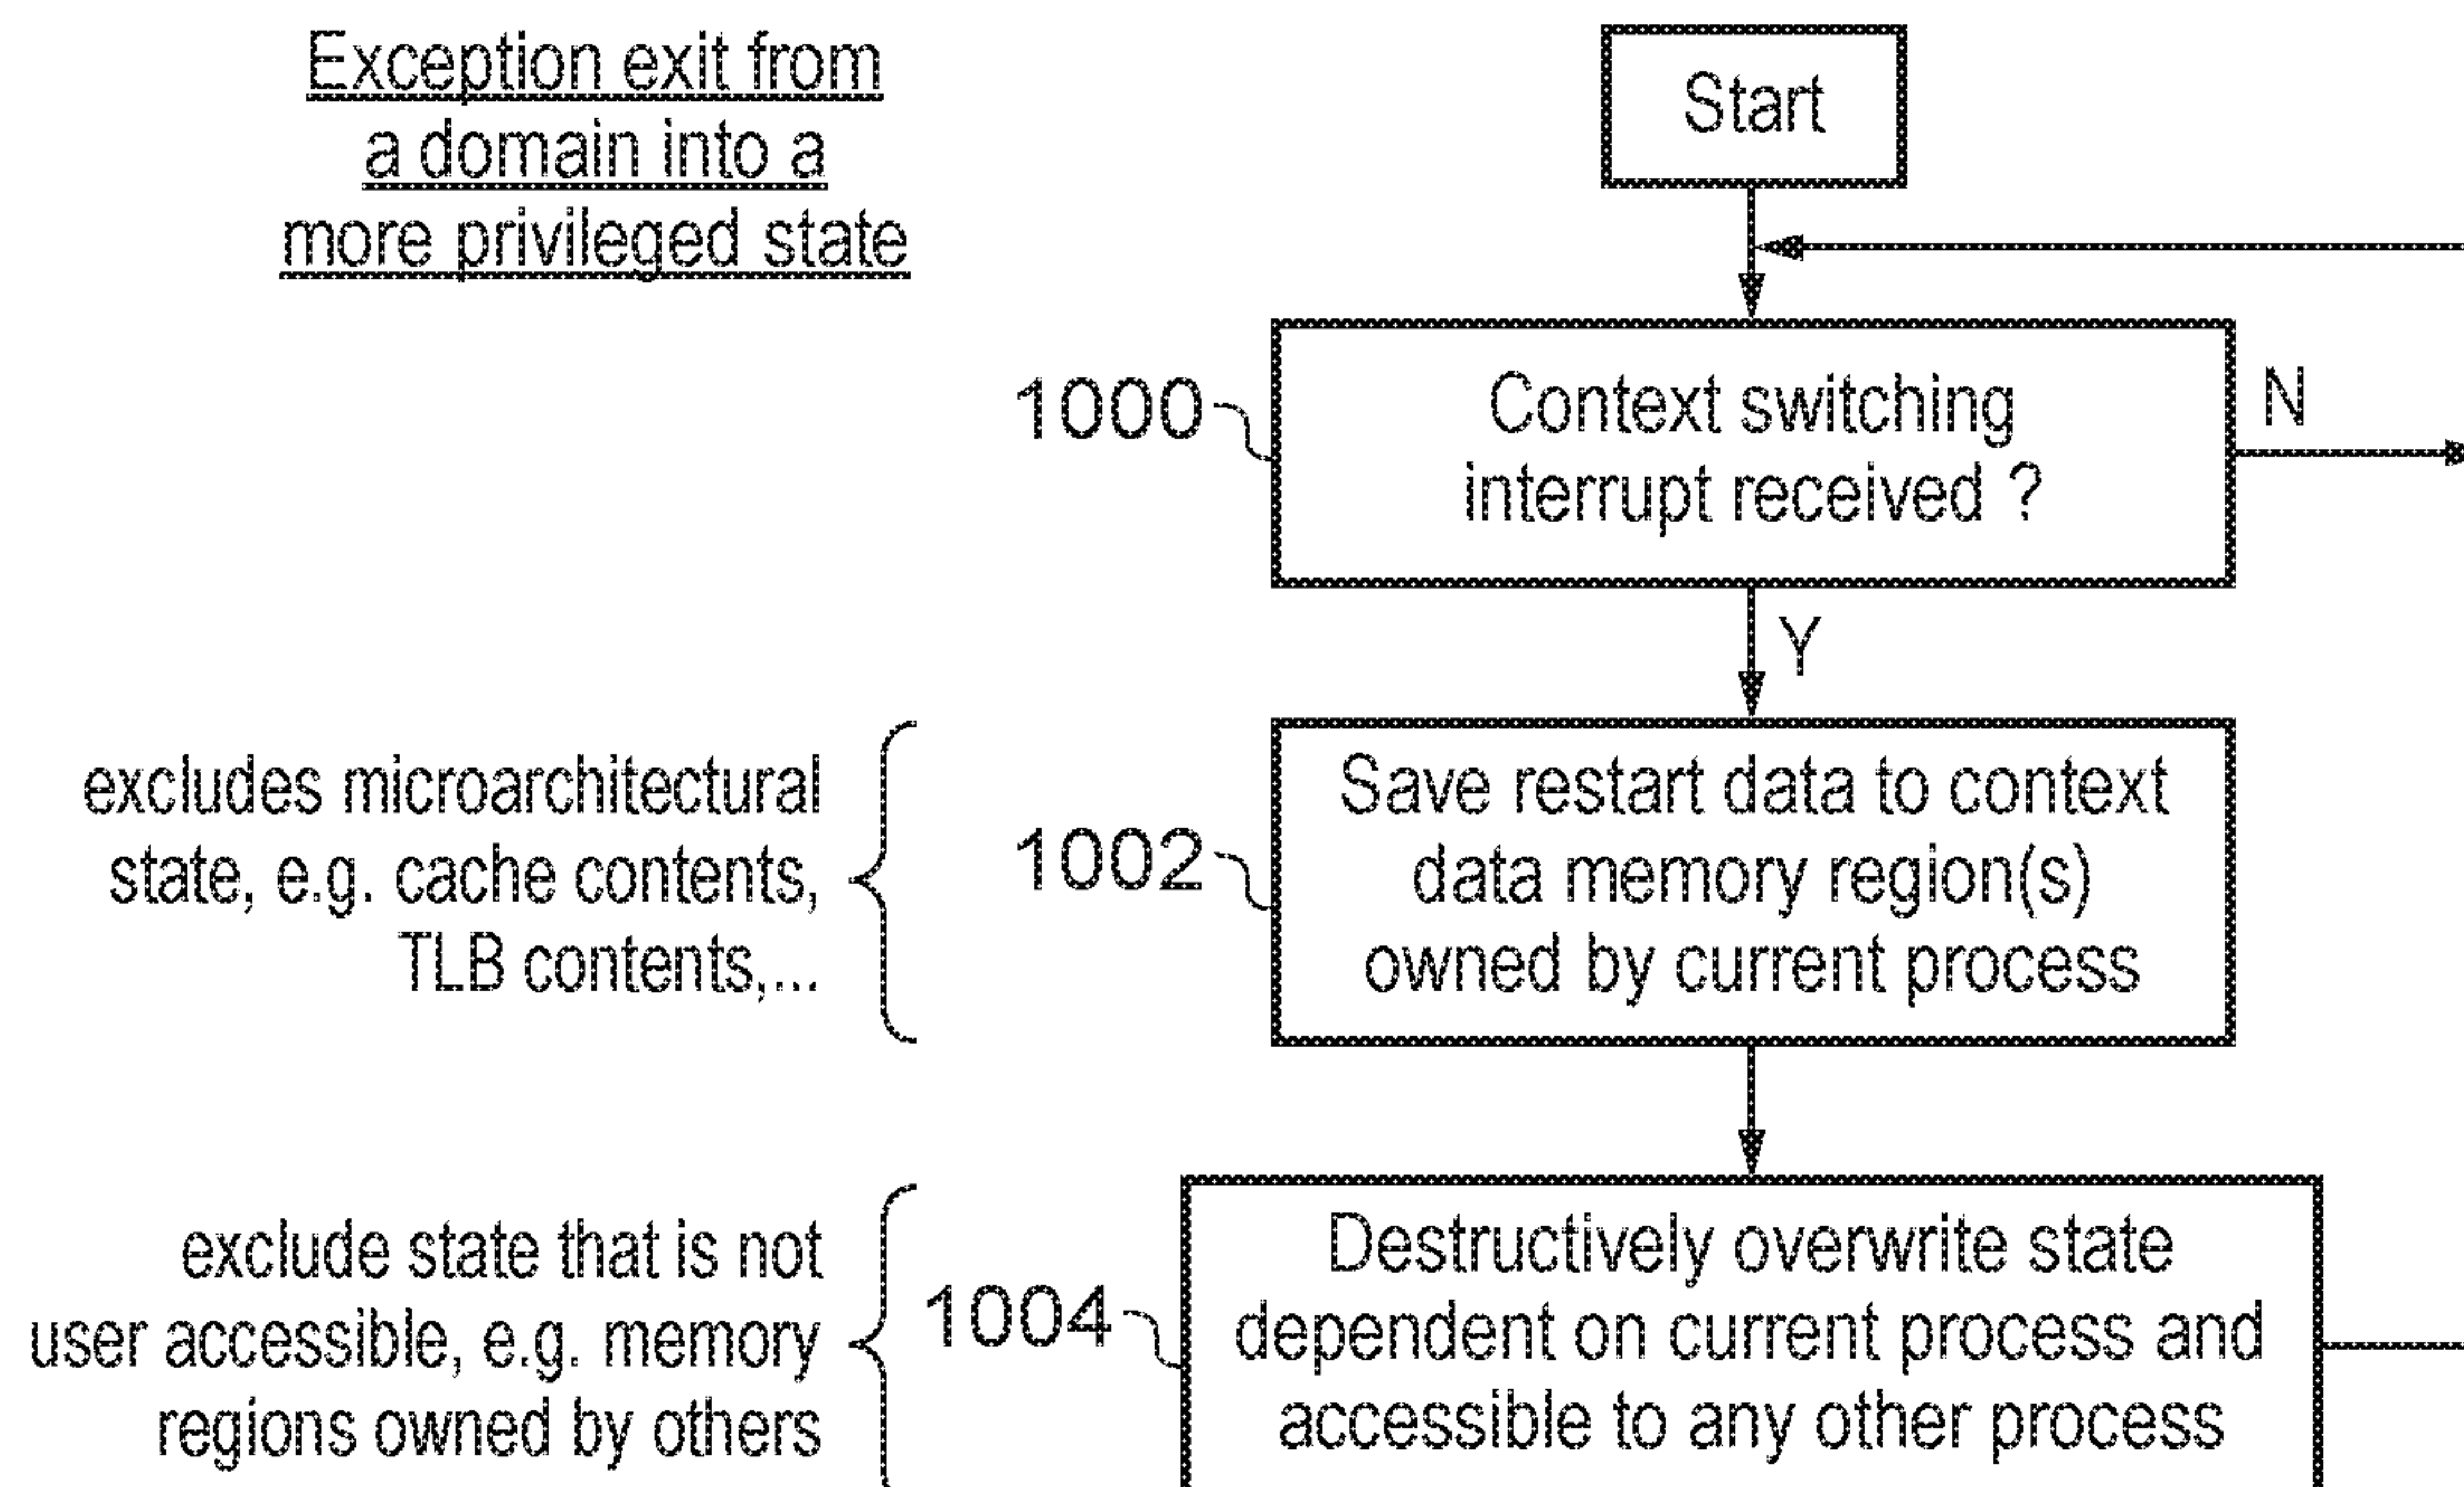 Exception exit from
a domain into a
more privileged state
Start
1000
Context switching
interrupt received ?
N
Y
excludes microarchitectural
state, e.g. cache contents,
TLB contents,...
1002
Save restart data to context
data memory region(s)
owned by current process
exclude state that is not
user accessible, e.g. memory
regions owned by others
1004
Destructively overwrite state
dependent on current process and
accessible to any other process